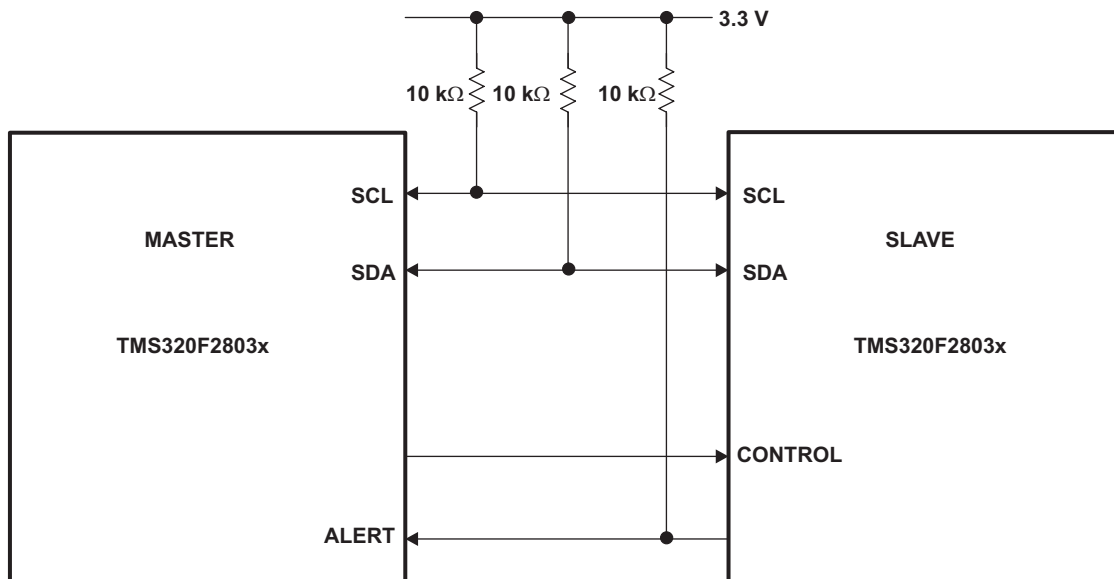 3.3 V
10 kΩ 10 kΩ 10 kΩ
SCL SCL
MASTER SLAVE
SDA SDA
TMS320F2803x TMS320F2803x
CONTROL
ALERT